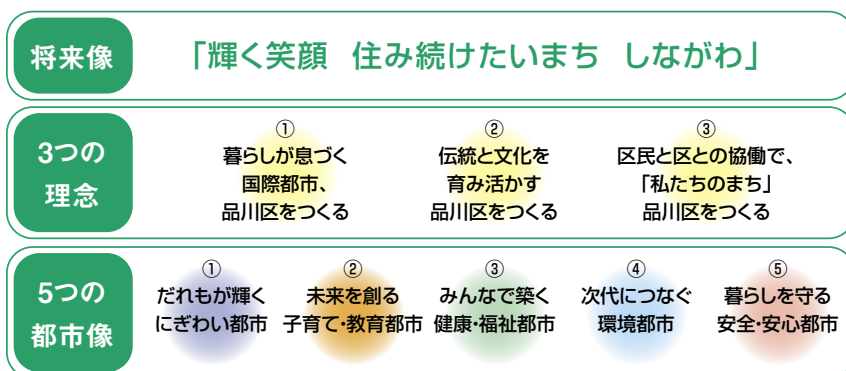 将来像
「輝く笑顔 住み続けたいまち しながわ」
3つの
理念
①
暮らしが息づく
国際都市、
品川区をつくる
②
伝統と文化を
育み活かす
品川区をつくる
③
区民と区との協働で、
「私たちのまち」
品川区をつくる
5つの
都市像
①
だれもが輝く
にぎわい都市
②
未来を創る
子育て・教育都市
③
みんなで築く
健康・福祉都市
④
次代につなぐ
環境都市
⑤
暮らしを守る
安全・安心都市